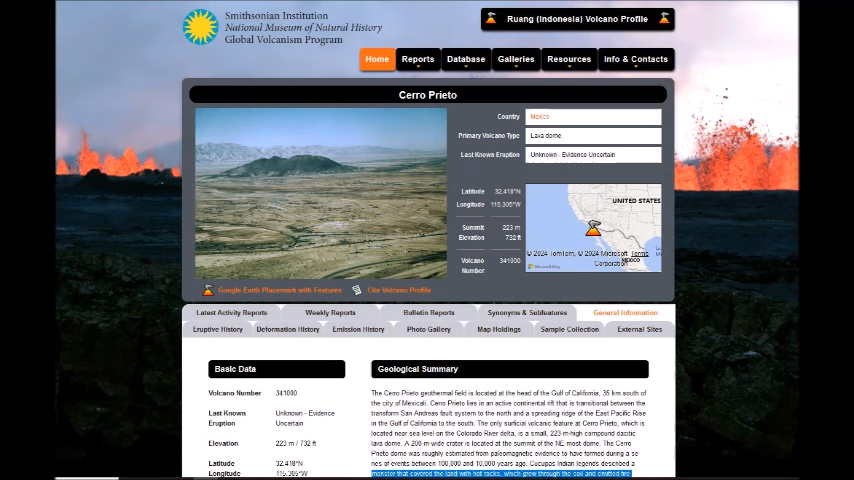 Smithsonian Institution
National Museum of Natural History
Global Volcanism Program
Ruang (Indonesia) Volcano Profile
Home Reports Database Galleries Resources Info & Contacts
Cerro Prieto
Country Mexico
Primary Volcano Type Lava dome
Last Known Eruption Unknown - Evidence Uncertain
Latitude 32.418°N
Longitude 115.305°W
Summit 223 m
Elevation 732 ft
Volcano 341000
Number
UNITED STATES
© 2024 TomTom, © 2024 Microsoft Terms
Corporation
MEXICO
Google Earth Placemark with Features Cite Volcano Profile
Latest Activity Reports Weekly Reports Bulletin Reports Synonyms & Subfeatures General Information
Eruptive History Deformation History Emission History Photo Gallery Map Holdings Sample Collection External Sites
Basic Data
Volcano Number 341000
Last Known Unknown - Evidence
Eruption Uncertain
Elevation 223 m / 732 ft
Latitude 32.418°N
Longitude 115.305°W
Geological Summary
The Cerro Prieto geothermal field is located at the head of the Gulf of California, 35 km south of
the city of Mexicali. Cerro Prieto lies in an active continental rift that is transitional between the
transform San Andreas fault system to the north and a spreading ridge of the East Pacific Rise
in the Gulf of California to the south. The only surficial volcanic feature at Cerro Prieto, which is
located near sea level on the Colorado River delta, is a small, 223-m-high compound dacitic
lava dome. A 200-m-wide crater is located at the summit of the NE-most dome. The Cerro
Prieto dome was roughly estimated from paleomagnetic evidence to have formed during a se-
ries of events between 100,000 and 10,000 years ago. Cucupas Indian legends described a
monster that covered the land with hot rocks, which grew through the soil and emitted fire